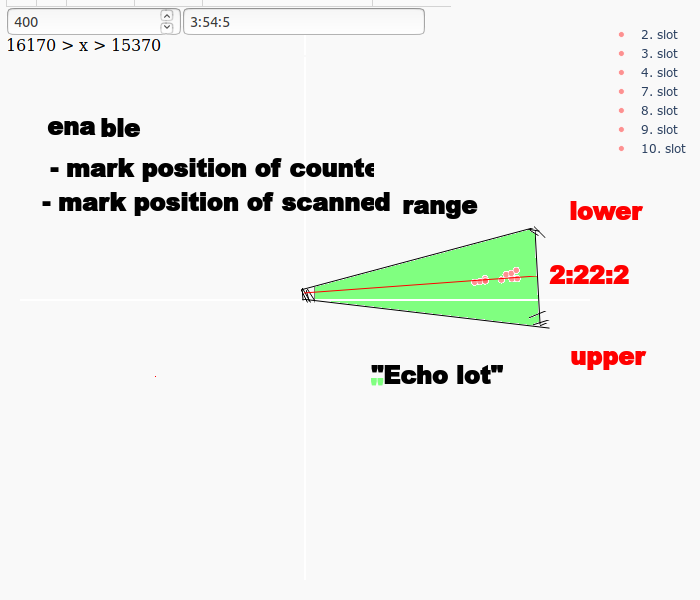 400
3:54:5
16170 > x > 15370
2. slot
3. slot
4. slot
7. slot
8. slot
9. slot
10. slot
ena ble
- mark position of counte
- mark position of scanned range
lower
2:22:2
upper
"Echo lot"